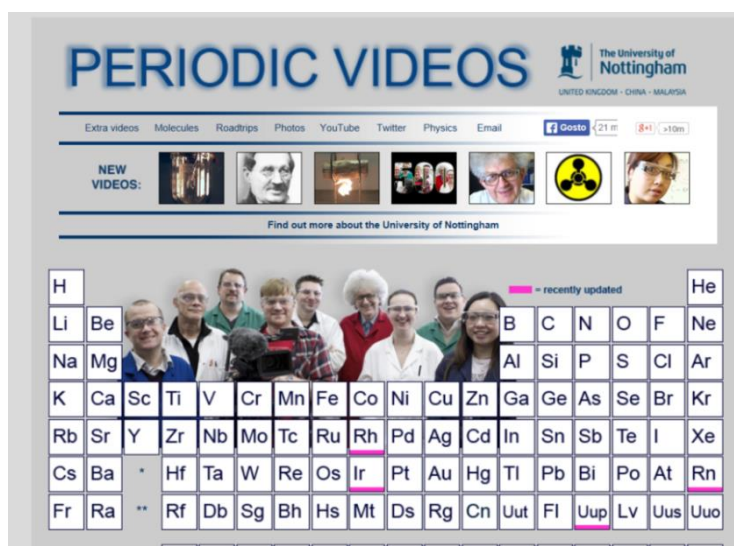 PERIODIC VIDEOS
The University of
Nottingham
UNITED KINGDOM - CHINA - MALAYSIA
Extra videos Molecules Roadtrips Photos YouTube Twitter Physics Email Gosto 21 m g+1 >10m
NEW
VIDEOS:
500
Find out more about the University of Nottingham
H = recently updated He
Li Be B C N O F Ne
Na Mg Al Si P S Cl Ar
K Ca Sc Ti V Cr Mn Fe Co Ni Cu Zn Ga Ge As Se Br Kr
Rb Sr Y Zr Nb Mo Tc Ru Rh Pd Ag Cd In Sn Sb Te I Xe
Cs Ba * Hf Ta W Re Os Ir Pt Au Hg Tl Pb Bi Po At Rn
Fr Ra ** Rf Db Sg Bh Hs Mt Ds Rg Cn Uut Fl Uup Lv Uus Uuo